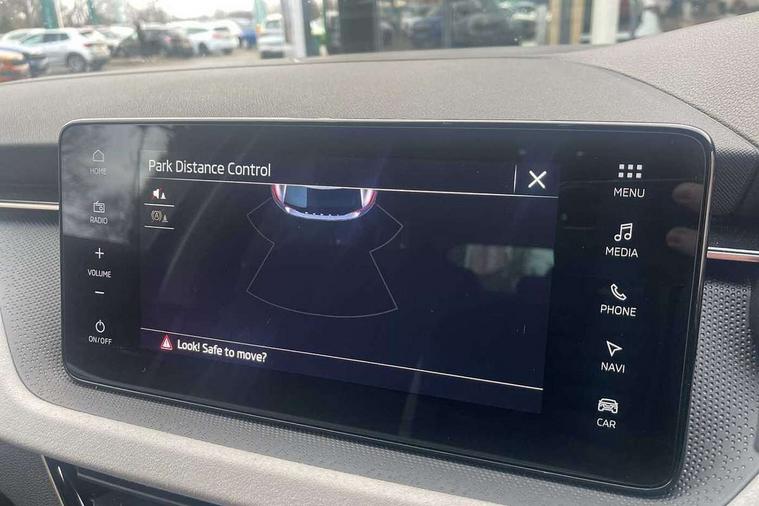 Park Distance Control
HOME
RADIO
+
VOLUME
−
ON/OFF
Look! Safe to move?
MENU
MEDIA
PHONE
NAVI
CAR